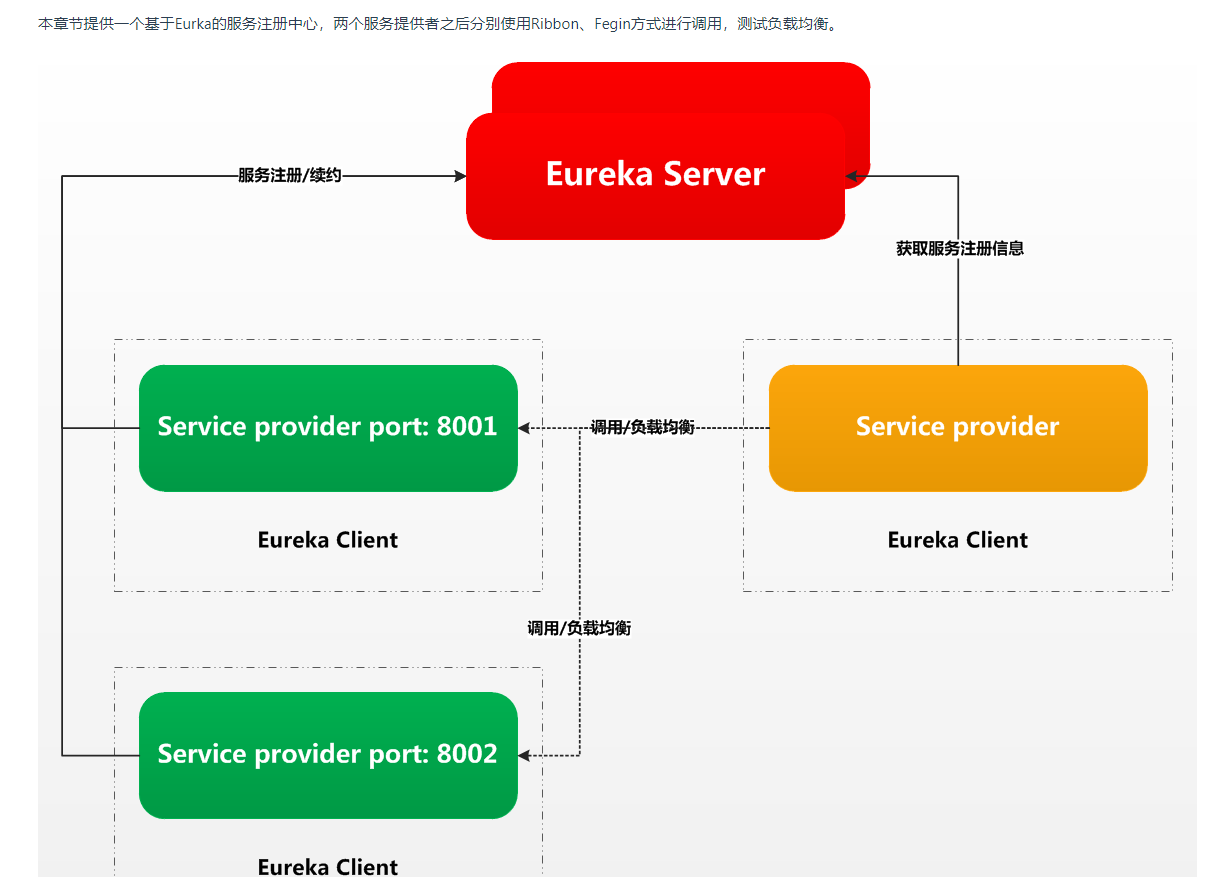 本章节提供一个基于Eurka的服务注册中心，两个服务提供者之后分别使用Ribbon、Fegin方式进行调用，测试负载均衡。
Eureka Server
服务注册/续约
获取服务注册信息
Service provider port: 8001
调用/负载均衡
Service provider
Eureka Client
Eureka Client
调用/负载均衡
Service provider port: 8002
Eureka Client